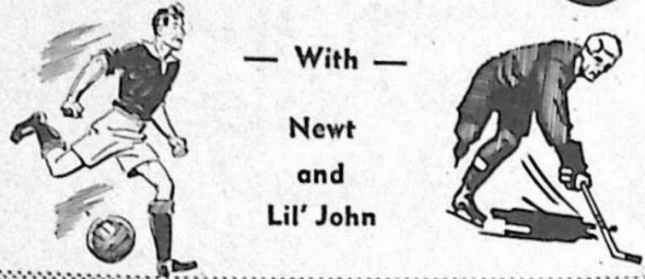 — With —
Newt
and
Lil' John